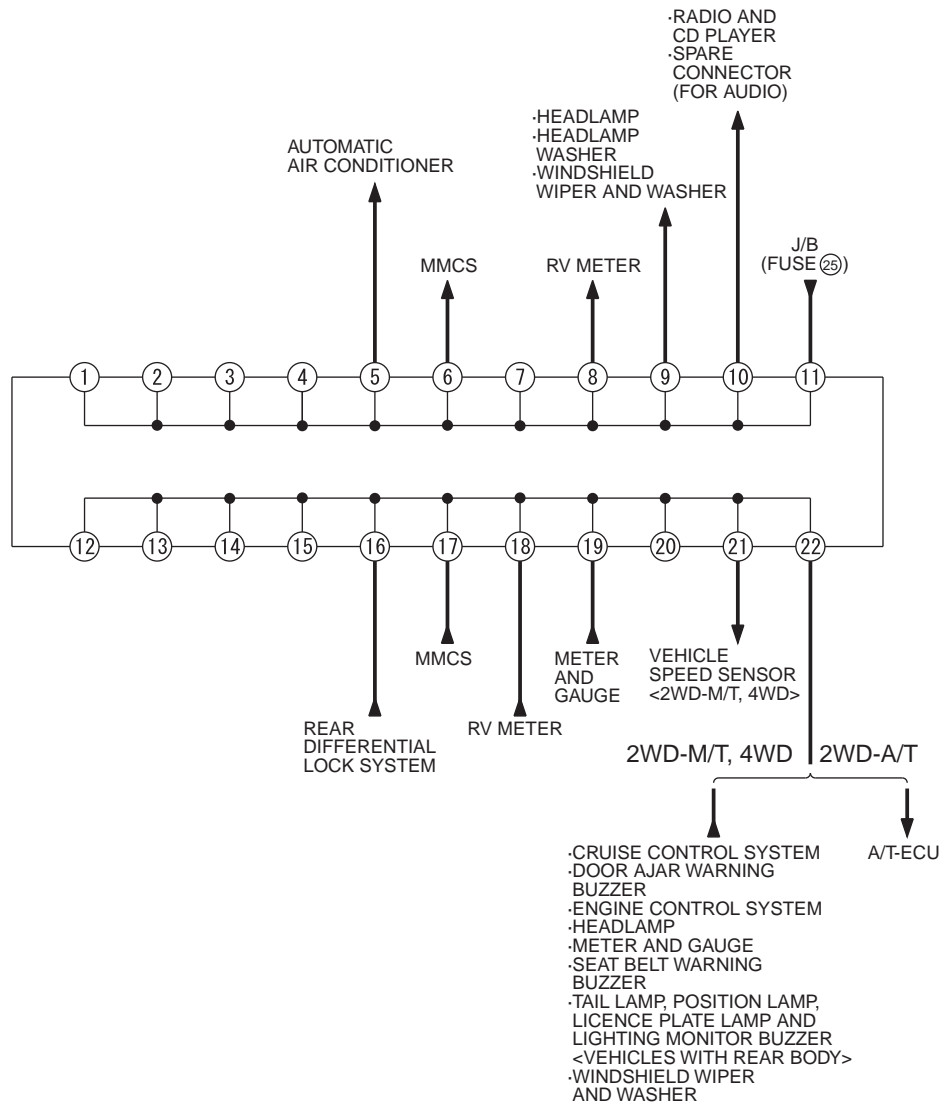 ·RADIO AND
CD PLAYER
·SPARE
CONNECTOR
(FOR AUDIO)
·HEADLAMP
·HEADLAMP
WASHER
·WINDSHIELD
WIPER AND WASHER
AUTOMATIC
AIR CONDITIONER
J/B
(FUSE ㉕)
MMCS
RV METER
① ② ③ ④ ⑤ ⑥ ⑦ ⑧ ⑨ ⑩ ⑪
⑫ ⑬ ⑭ ⑮ ⑯ ⑰ ⑱ ⑲ ⑳ ㉑ ㉒
MMCS
METER
AND
GAUGE
VEHICLE
SPEED SENSOR
<2WD-M/T, 4WD>
REAR
DIFFERENTIAL
LOCK SYSTEM
RV METER
2WD-M/T, 4WD
2WD-A/T
·CRUISE CONTROL SYSTEM
·DOOR AJAR WARNING
BUZZER
·ENGINE CONTROL SYSTEM
·HEADLAMP
·METER AND GAUGE
·SEAT BELT WARNING
BUZZER
·TAIL LAMP, POSITION LAMP,
LICENCE PLATE LAMP AND
LIGHTING MONITOR BUZZER
<VEHICLES WITH REAR BODY>
·WINDSHIELD WIPER
AND WASHER
A/T-ECU